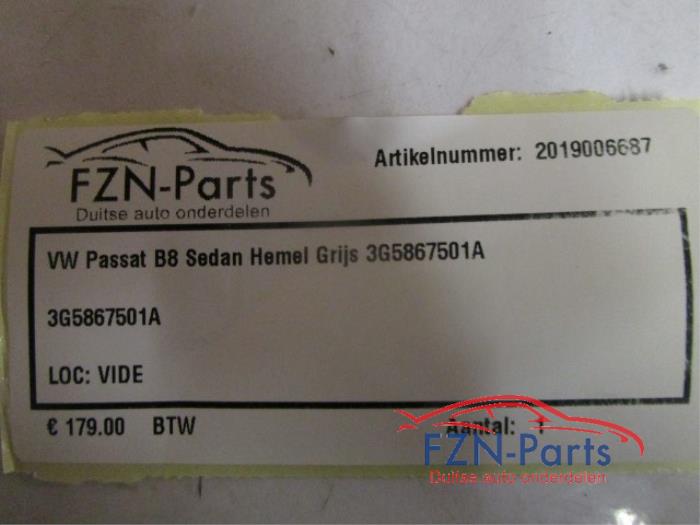 FZN-Parts
Duitse auto onderdelen
Artikelnummer: 2019006687
VW Passat B8 Sedan Hemel Grijs 3G5867501A
3G5867501A
LOC: VIDE
€ 179.00 BTW
Aantal: 1
FZN-Parts
Duitse auto onderdelen